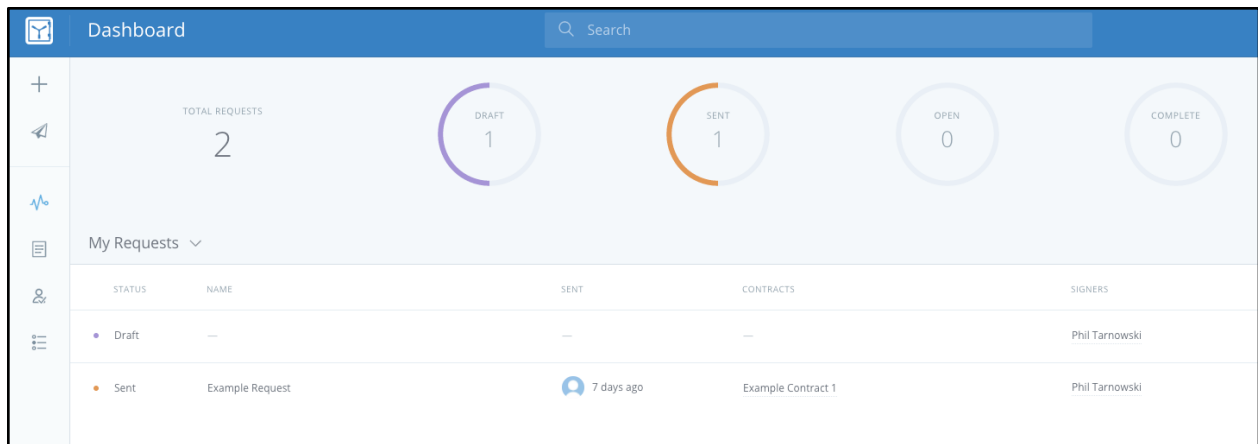 Dashboard
Search
TOTAL REQUESTS
2
DRAFT
1
SENT
1
OPEN
0
COMPLETE
0
My Requests
STATUS NAME SENT CONTRACTS SIGNERS
Draft — — — Phil Tarnowski
Sent Example Request 7 days ago Example Contract 1 Phil Tarnowski